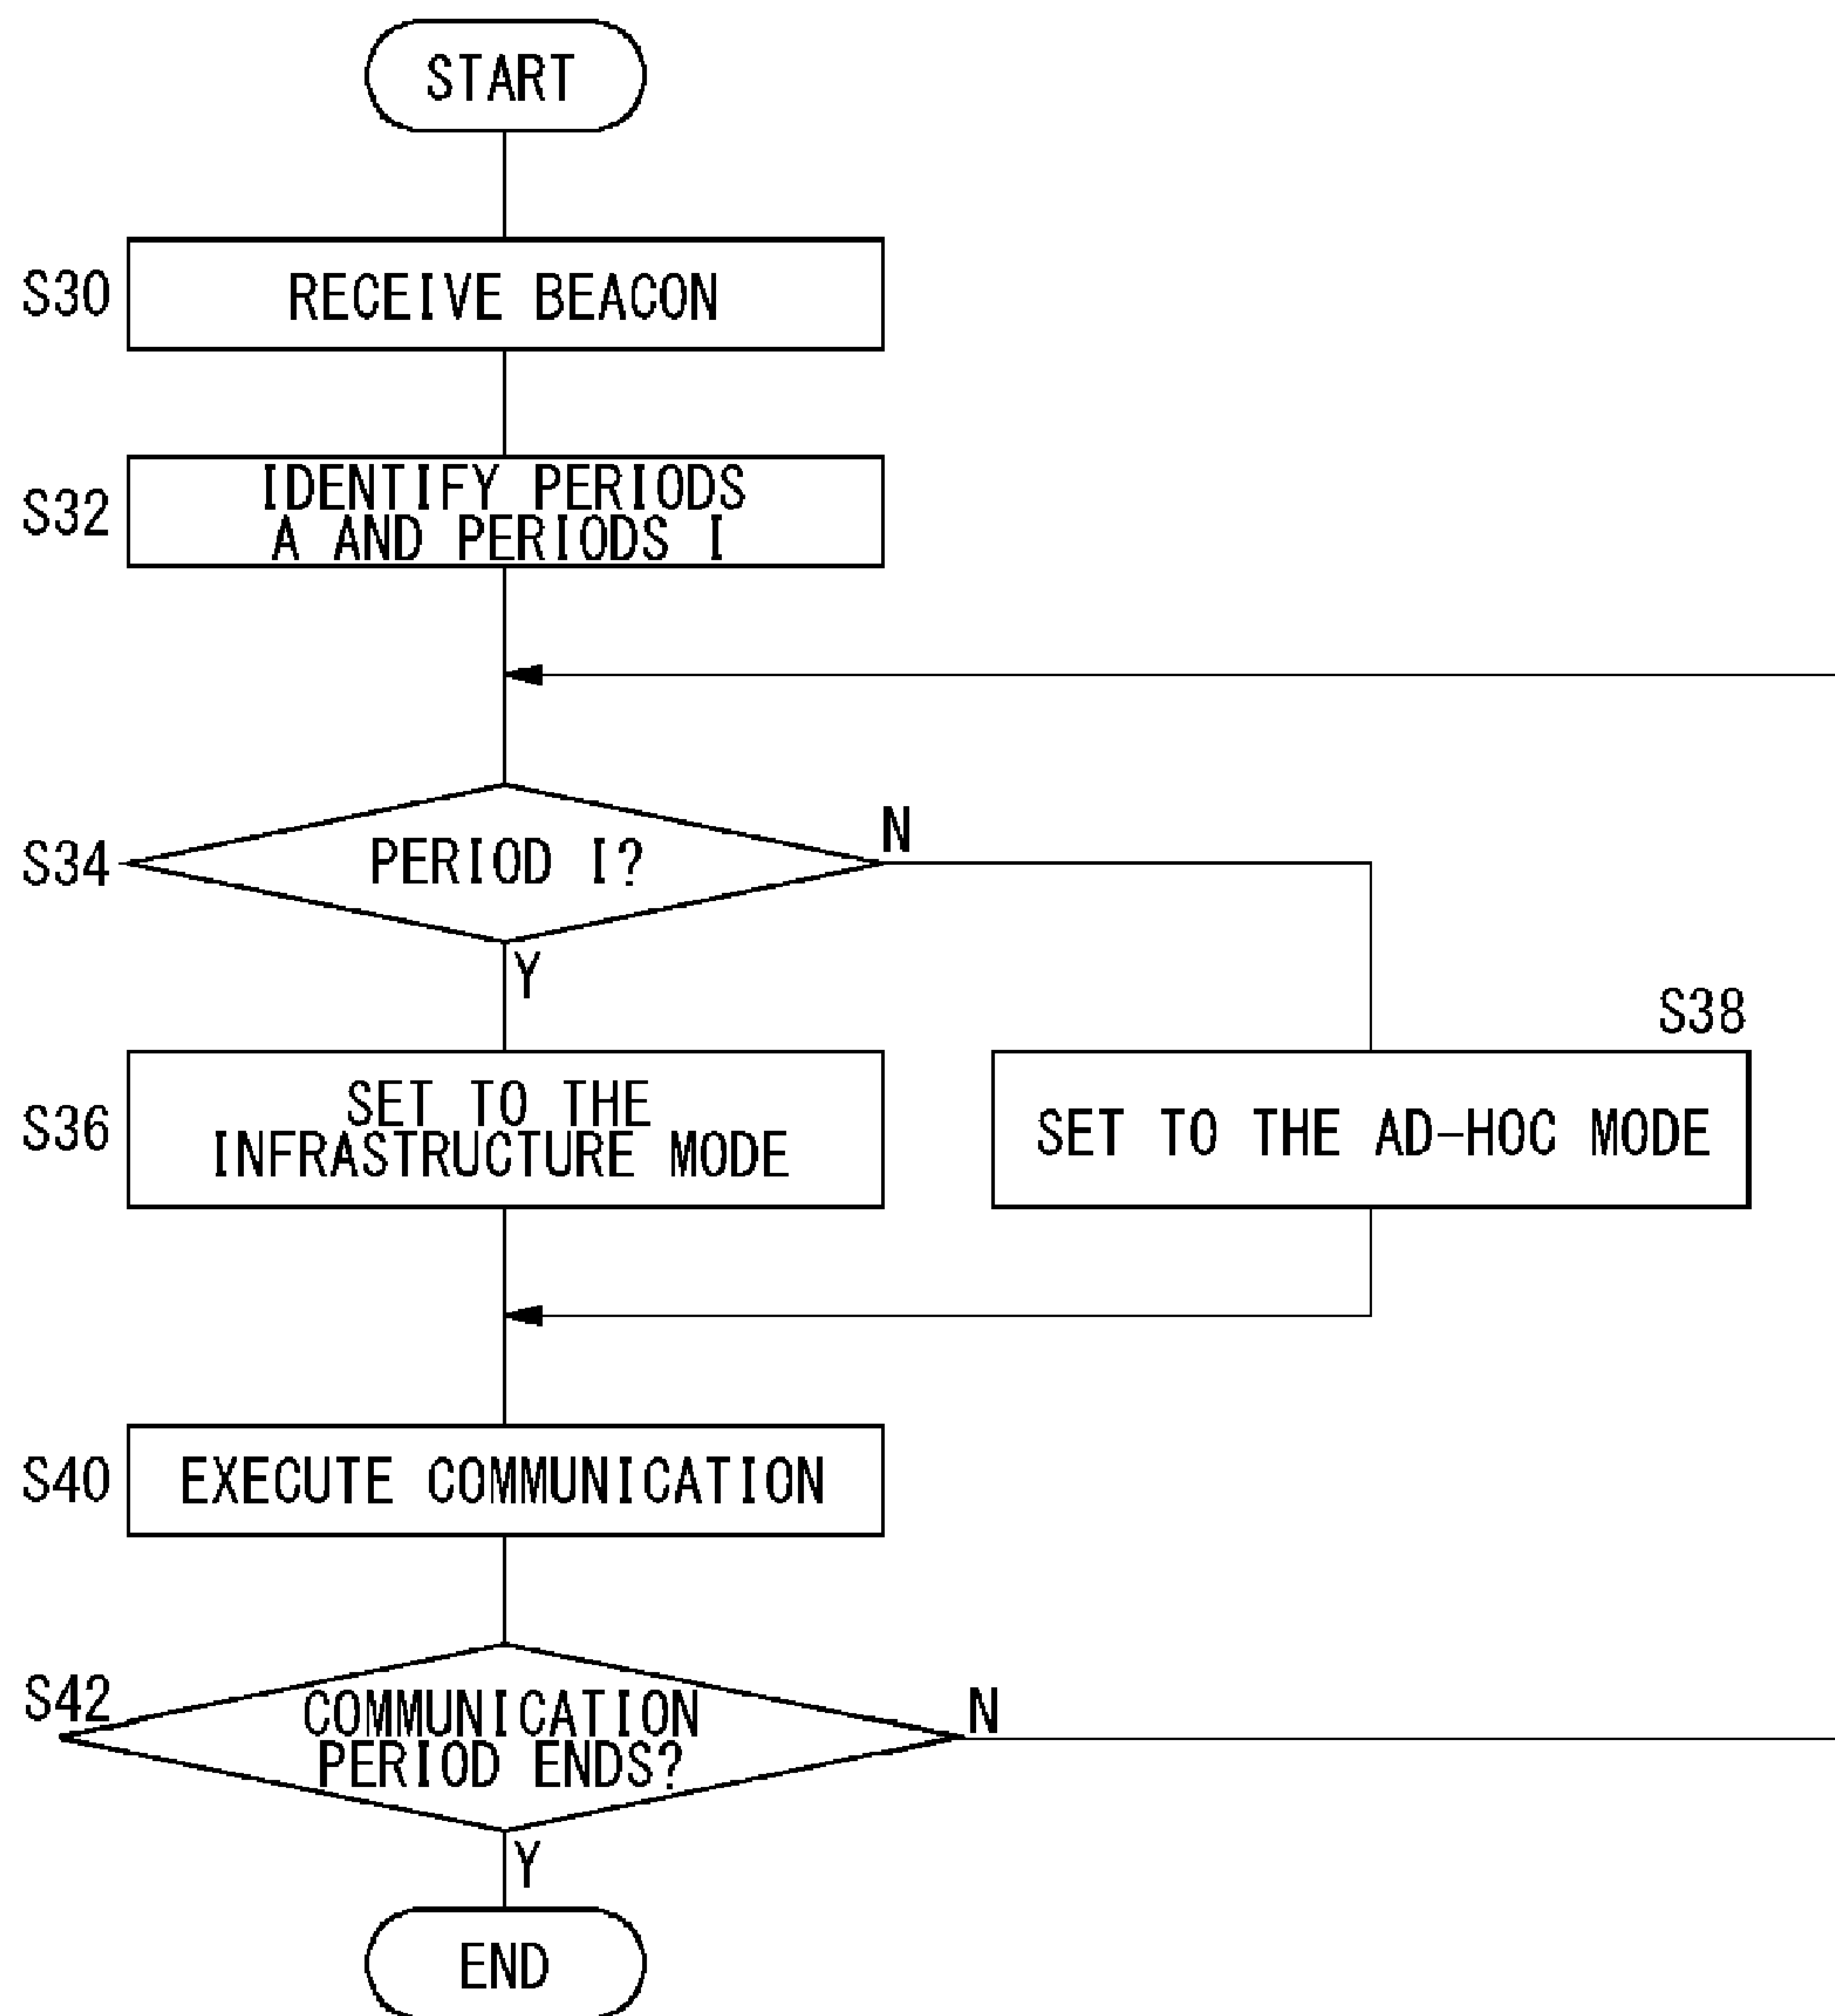 START
S30
RECEIVE BEACON
S32
IDENTIFY PERIODS
A AND PERIODS I
S34
PERIOD I?
N
Y
S38
S36
SET TO THE
INFRASTRUCTURE MODE
SET TO THE AD-HOC MODE
S40
EXECUTE COMMUNICATION
S42
COMMUNICATION
PERIOD ENDS?
N
Y
END